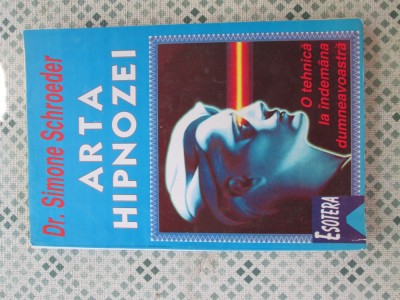 Dr. Simone Schroeder
ARTA
HIPNOZEI
O tehnică
la îndemâna
dumneavoastră
ESOTERA